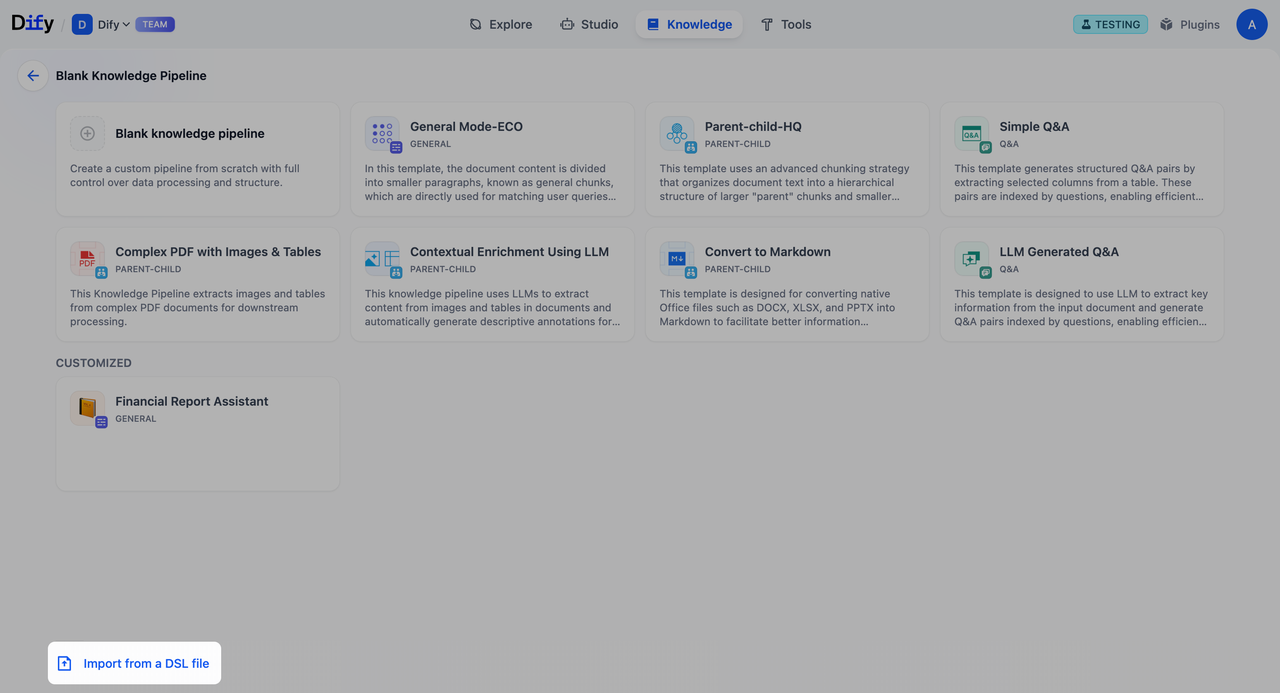 Dify / D Dify TEAM Explore Studio Knowledge Tools TESTING Plugins A
Blank Knowledge Pipeline
Blank knowledge pipeline
Create a custom pipeline from scratch with full
control over data processing and structure.
General Mode-ECO
GENERAL
In this template, the document content is divided
into smaller paragraphs, known as general chunks,
which are directly used for matching user queries...
Parent-child-HQ
PARENT-CHILD
This template uses an advanced chunking strategy
that organizes document text into a hierarchical
structure of larger "parent" chunks and smaller...
Q&A
Simple Q&A
Q&A
This template generates structured Q&A pairs by
extracting selected columns from a table. These
pairs are indexed by questions, enabling efficient...
PDF
Complex PDF with Images & Tables
PARENT-CHILD
This Knowledge Pipeline extracts images and tables
from complex PDF documents for downstream
processing.
Contextual Enrichment Using LLM
PARENT-CHILD
This knowledge pipeline uses LLMs to extract
content from images and tables in documents and
automatically generate descriptive annotations for...
M↓
Convert to Markdown
PARENT-CHILD
This template is designed for converting native
Office files such as DOCX, XLSX, and PPTX into
Markdown to facilitate better information...
LLM Generated Q&A
Q&A
This template is designed to use LLM to extract key
information from the input document and generate
Q&A pairs indexed by questions, enabling efficien...
CUSTOMIZED
Financial Report Assistant
GENERAL
Import from a DSL file